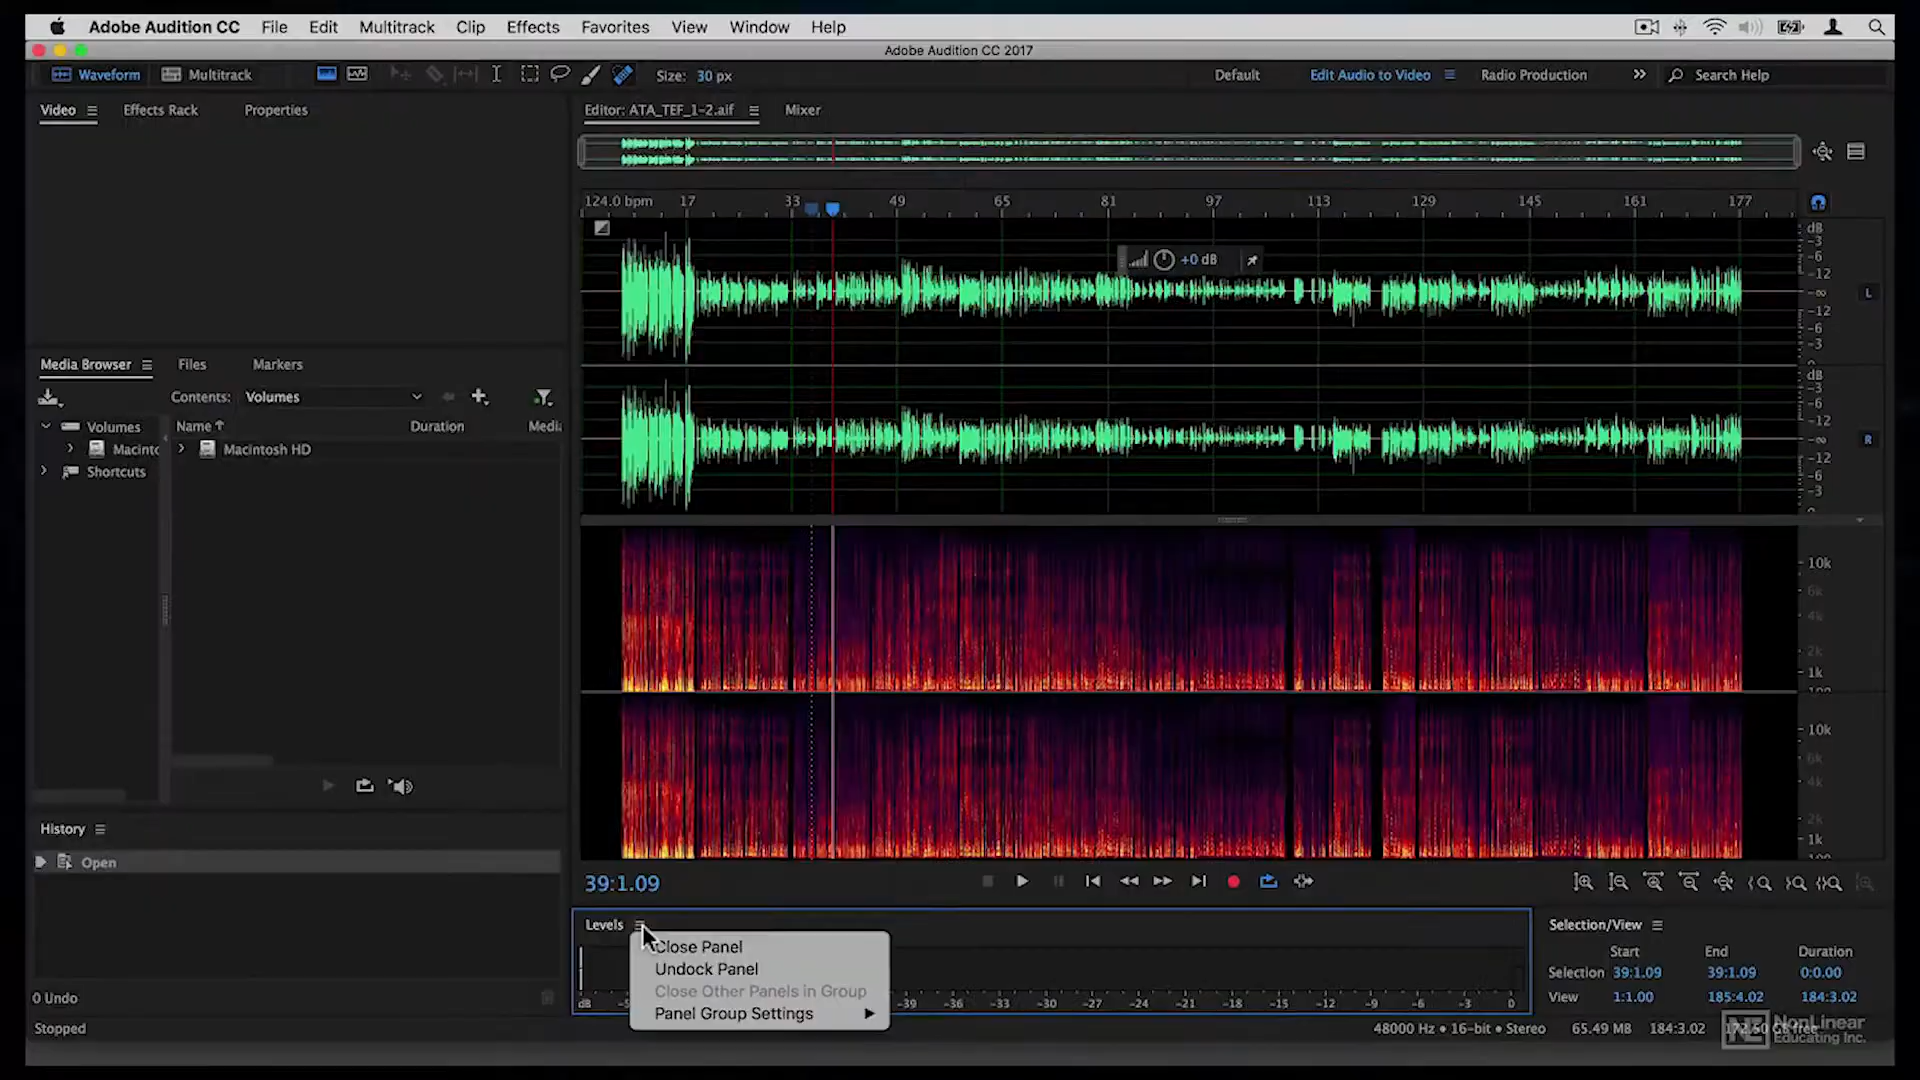 Adobe Audition CC File Edit Multitrack Clip Effects Favorites View Window Help
Adobe Audition CC 2017
Waveform Multitrack Size: 30 px Default Edit Audio to Video Radio Production Search Help
Video Effects Rack Properties
Editor: ATA_TEF_1-2.aif Mixer
124.0 bpm 17 33 49 65 81 97 113 129 145 161 177
dB
-3
-6
-12
-∞
-12
-6
-3
L
+0 dB
dB
-3
-6
-12
-∞
-12
-6
-3
R
Media Browser Files Markers
Contents: Volumes
Volumes Name Duration Media
Macinto Macintosh HD
Shortcuts
10k
6k
4k
2k
1k
10k
6k
4k
2k
1k
History
Open
0 Undo
Stopped
39:1.09
Levels
Close Panel
Undock Panel
Close Other Panels in Group
Panel Group Settings
dB -39 -36 -33 -30 -27 -24 -21 -18 -15 -12 -9 -6 -3 0
Selection/View
Start End Duration
Selection 39:1.09 39:1.09 0:0.00
View 1:1.00 185:4.02 184:3.02
48000 Hz • 16-bit • Stereo 65.49 MB 184:3.02 172.50 GB free
NonLinear
Educating Inc.